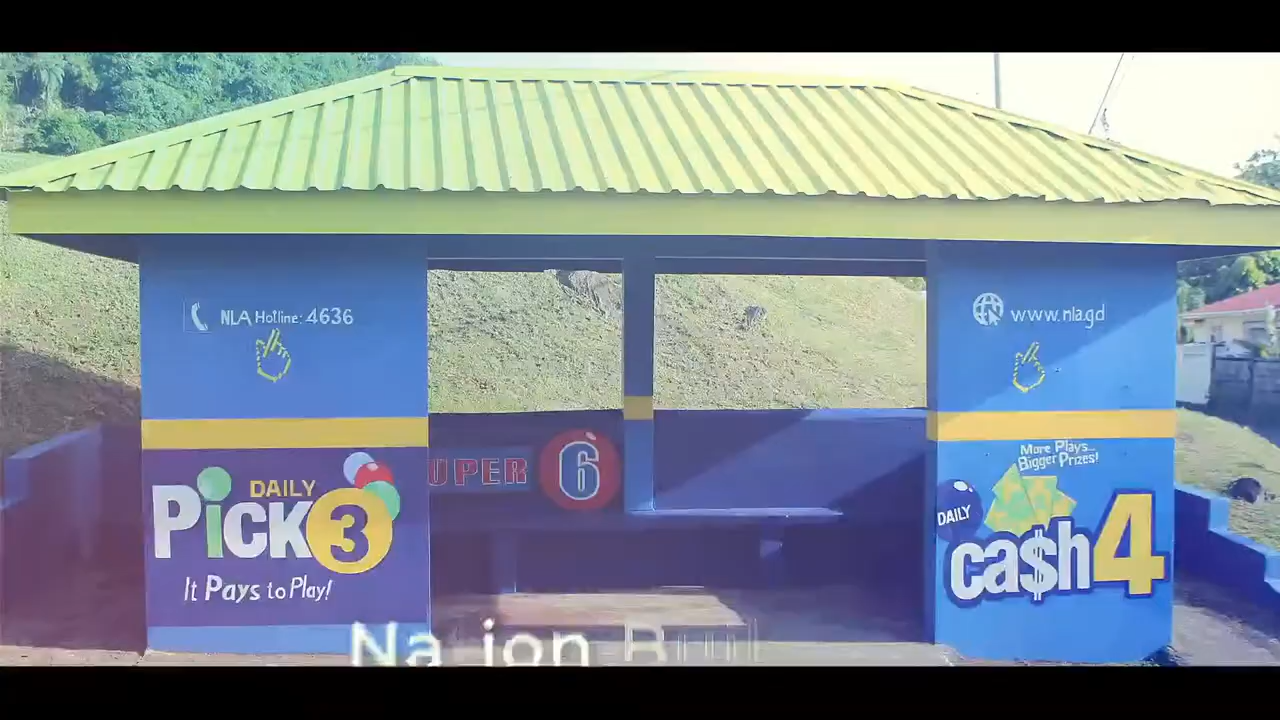 NLA Hotline: 4636
www.nla.gd
DAILY
PiCK3
It Pays to Play!
UPER 6
More Plays...
Bigger Prizes!
DAILY
ca$h4